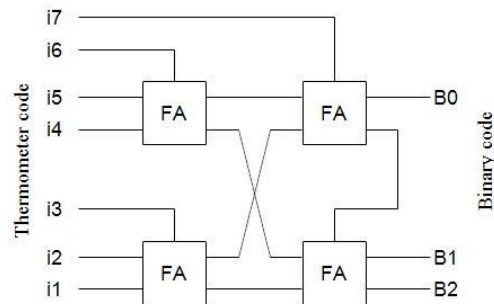 Thermometer code
i7
i6
i5
i4
i3
i2
i1
FA
FA
FA
FA
B0
B1
B2
Binary code